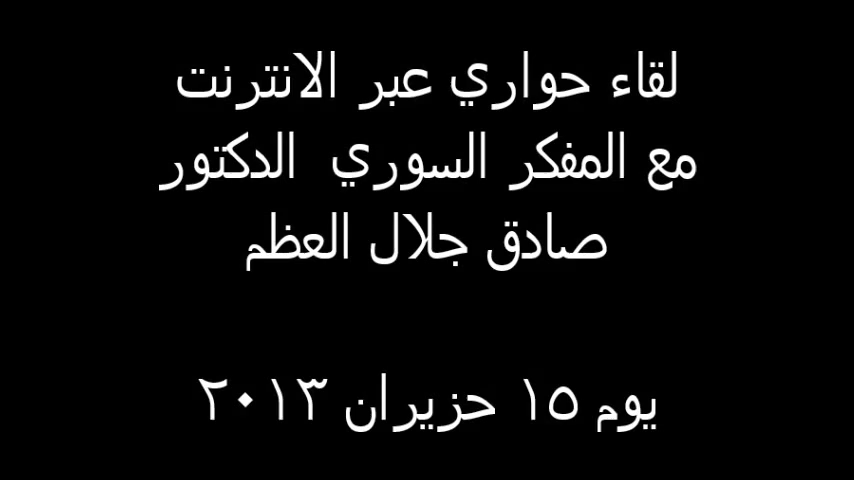 لقاء حواري عبر الانترنت
مع المفكر السوري الدكتور
صادق جلال العظم
يوم ١٥ حزيران ٢٠١٣